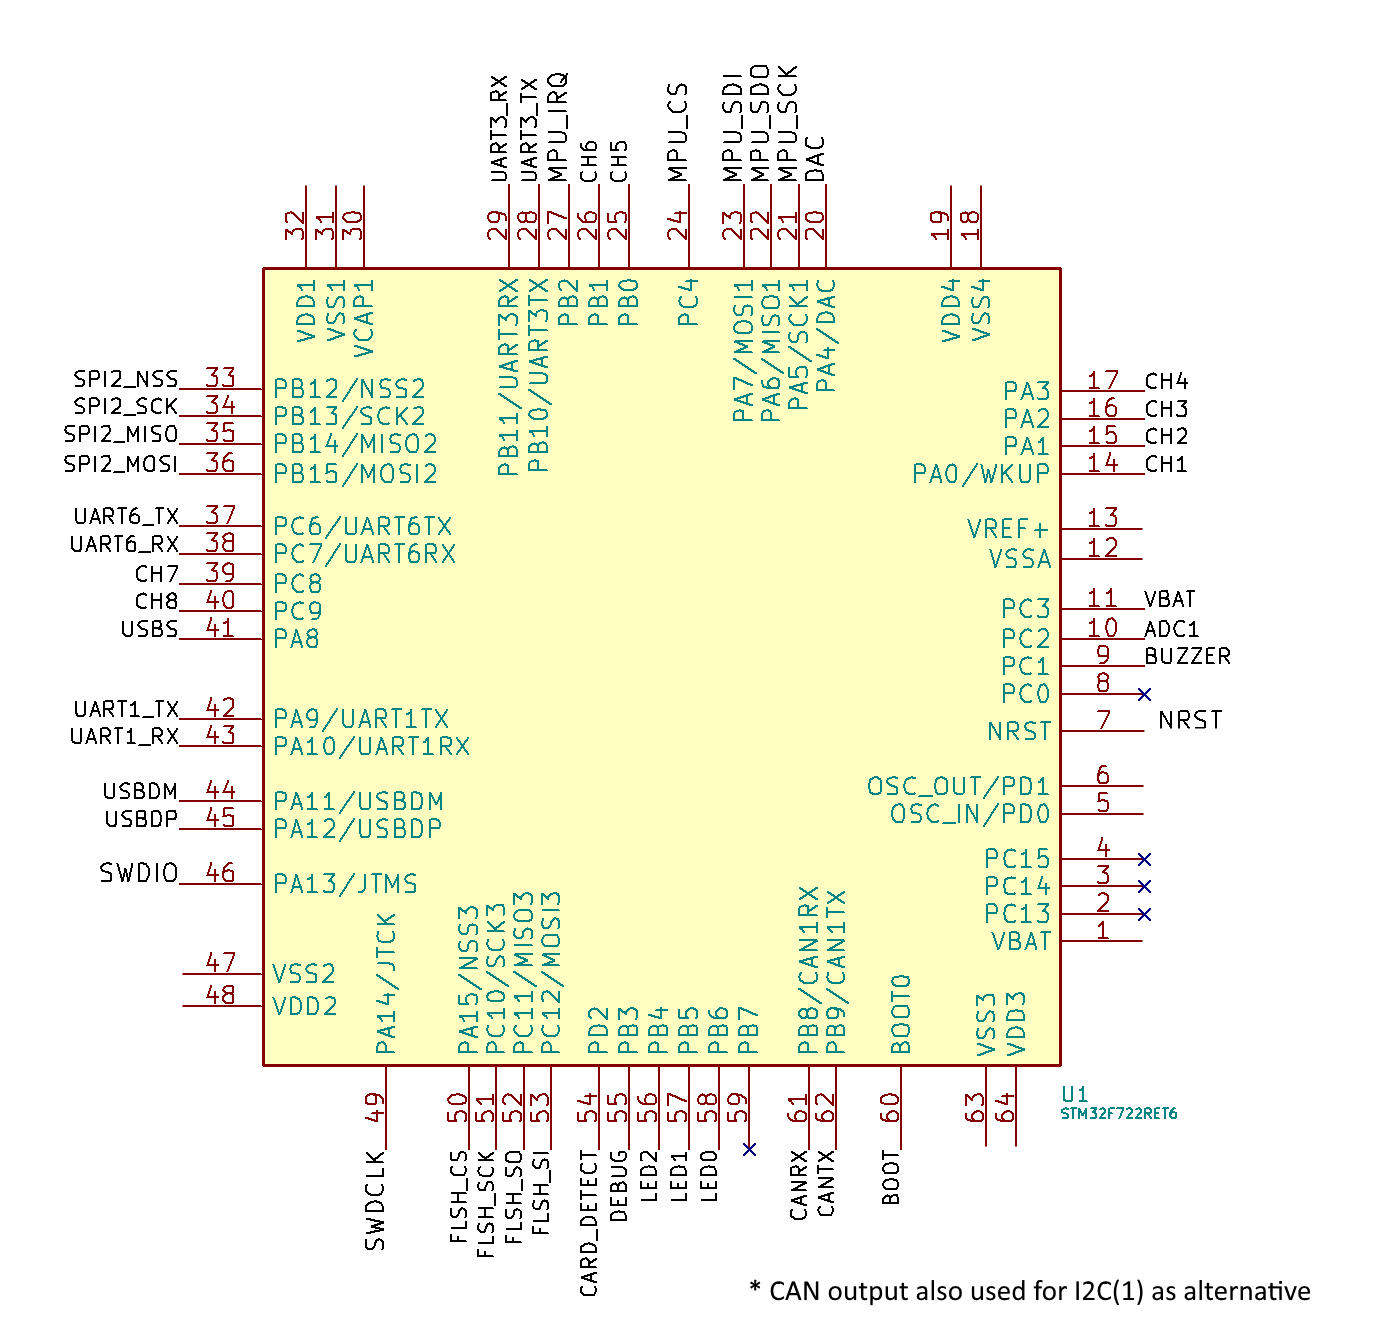 UART3_RX
UART3_TX
MPU_IRQ
CH6
CH5
MPU_CS
MPU_SDI
MPU_SDO
MPU_SCK
DAC
32
31
30
29
28
27
26
25
24
23
22
21
20
19
18
VDD1
VSS1
VCAP1
PB11/UART3RX
PB10/UART3TX
PB2
PB1
PB0
PC4
PA7/MOSI1
PA6/MISO1
PA5/SCK1
PA4/DAC
VDD4
VSS4
SPI2_NSS 33 PB12/NSS2
SPI2_SCK 34 PB13/SCK2
SPI2_MISO 35 PB14/MISO2
SPI2_MOSI 36 PB15/MOSI2
UART6_TX 37 PC6/UART6TX
UART6_RX 38 PC7/UART6RX
CH7 39 PC8
CH8 40 PC9
USBS 41 PA8
UART1_TX 42 PA9/UART1TX
UART1_RX 43 PA10/UART1RX
USBDM 44 PA11/USBDM
USBDP 45 PA12/USBDP
SWDIO 46 PA13/JTMS
47 VSS2
48 VDD2
PA3 17 CH4
PA2 16 CH3
PA1 15 CH2
PA0/WKUP 14 CH1
VREF+ 13
VSSA 12
PC3 11 VBAT
PC2 10 ADC1
PC1 9 BUZZER
PC0 8
NRST 7 NRST
OSC_OUT/PD1 6
OSC_IN/PD0 5
PC15 4
PC14 3
PC13 2
VBAT 1
PA14/JTCK
PA15/NSS3
PC10/SCK3
PC11/MISO3
PC12/MOSI3
PD2
PB3
PB4
PB5
PB6
PB7
PB8/CAN1RX
PB9/CAN1TX
BOOT0
VSS3
VDD3
49
50
51
52
53
54
55
56
57
58
59
61
62
60
63
64
U1
STM32F722RET6
SWDCLK
FLSH_CS
FLSH_SCK
FLSH_SO
FLSH_SI
CARD_DETECT
DEBUG
LED2
LED1
LED0
CANRX
CANTX
BOOT
* CAN output also used for I2C(1) as alternative